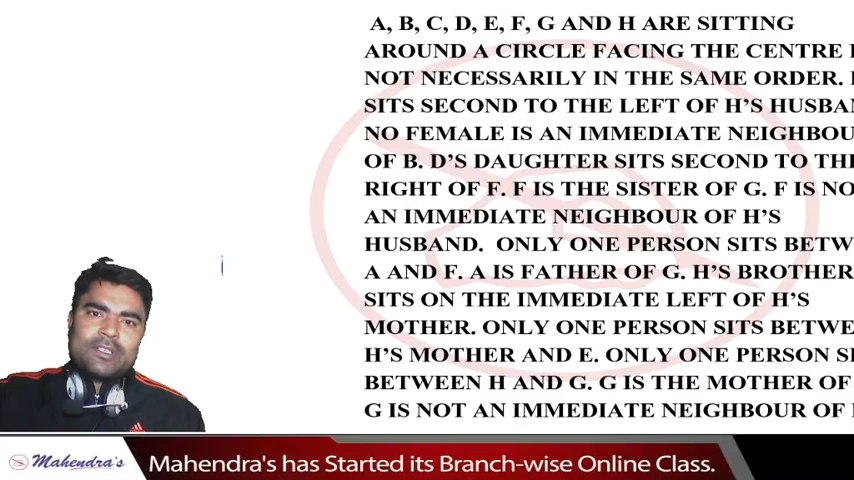 A, B, C, D, E, F, G AND H ARE SITTING
AROUND A CIRCLE FACING THE CENTRE
NOT NECESSARILY IN THE SAME ORDER.
SITS SECOND TO THE LEFT OF H'S
NO FEMALE IS AN IMMEDIATE
OF B. D'S DAUGHTER SITS SECOND TO
RIGHT OF F. F IS THE SISTER OF G. F IS
AN IMMEDIATE NEIGHBOUR OF H'S
HUSBAND. ONLY ONE PERSON SITS
A AND F. A IS FATHER OF G. H'S BROTHER
SITS ON THE IMMEDIATE LEFT OF H'S
MOTHER. ONLY ONE PERSON SITS
H'S MOTHER AND E. ONLY ONE PERSON
BETWEEN H AND G. G IS THE MOTHER OF
G IS NOT AN IMMEDIATE NEIGHBOUR OF
Mahendra's
Mahendra's has Started its Branch-wise Online Class.